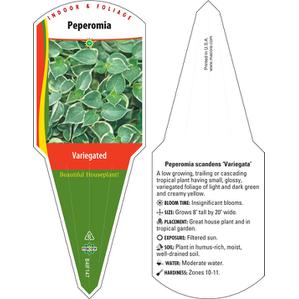 INDOOR & FOLIAGE
Peperomia
Variegated
Beautiful Houseplant!
Printed in U.S.A.
Peperomia scandens 'Variegata'
A low growing, trailing or cascading
tropical plant having small, glossy,
variegated foliage of light and dark green
and creamy yellow.
BLOOM TIME: Insignificant blooms.
SIZE: Grows 8" tall by 20" wide.
PLACEMENT: Great house plant and in
tropical garden.
EXPOSURE: Filtered sun.
SOIL: Plant in humus-rich, moist,
well-drained soil.
WATER: Moderate water.
HARDINESS: Zones 10-11.